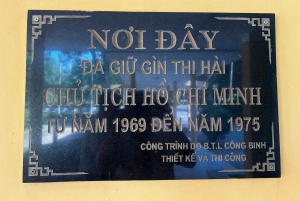 NƠI ĐÂY
ĐÃ GIỮ GÌN THI HÀI
CHỦ TỊCH HỒ CHÍ MINH
TỪ NĂM 1969 ĐẾN NĂM 1975
CÔNG TRÌNH DO B.T.L CÔNG BINH
THIẾT KẾ VÀ THI CÔNG